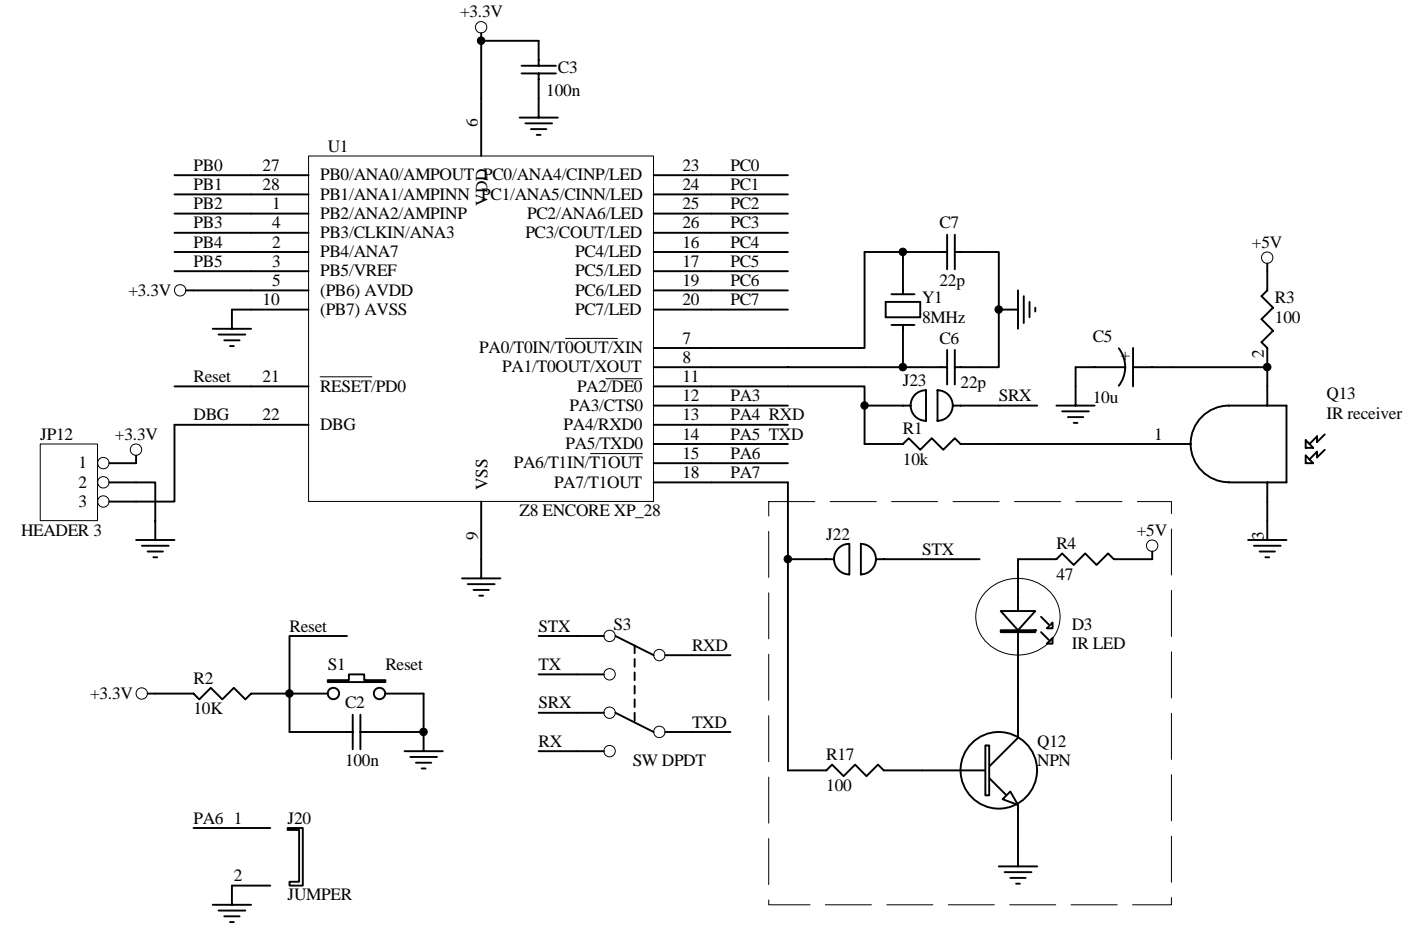 +3.3V
C3
100n
6
U1
VDD
PB0 27 PB0/ANA0/AMPOUT PC0/ANA4/CINP/LED 23 PC0
PB1 28 PB1/ANA1/AMPINN PC1/ANA5/CINN/LED 24 PC1
PB2 1 PB2/ANA2/AMPINP PC2/ANA6/LED 25 PC2
PB3 4 PB3/CLKIN/ANA3 PC3/COUT/LED 26 PC3
PB4 2 PB4/ANA7 PC4/LED 16 PC4
PB5 3 PB5/VREF PC5/LED 17 PC5
+3.3V 5 (PB6) AVDD PC6/LED 19 PC6
10 (PB7) AVSS PC7/LED 20 PC7
PA0/T0IN/T0OUT/XIN 7
PA1/T0OUT/XOUT 8
Reset 21 RESET/PD0 PA2/DE0 11
PA3/CTS0 12 PA3
DBG 22 DBG PA4/RXD0 13 PA4 RXD
PA5/TXD0 14 PA5 TXD
PA6/T1IN/T1OUT 15 PA6
PA7/T1OUT 18 PA7
VSS
Z8 ENCORE XP_28
9
JP12
+3.3V
1
2
3
HEADER 3
C7
22p
Y1
8MHz
C6
22p
J23
SRX
R1
10k
1
+5V
R3
100
2
C5
+
10u
Q13
IR receiver
3
J22
STX
R4
47
+5V
D3
IR LED
R17
100
Q12
NPN
Reset
+3.3V
R2
10K
S1
Reset
C2
100n
STX
S3
RXD
TX
SRX
TXD
RX
SW DPDT
PA6 1
J20
2
JUMPER